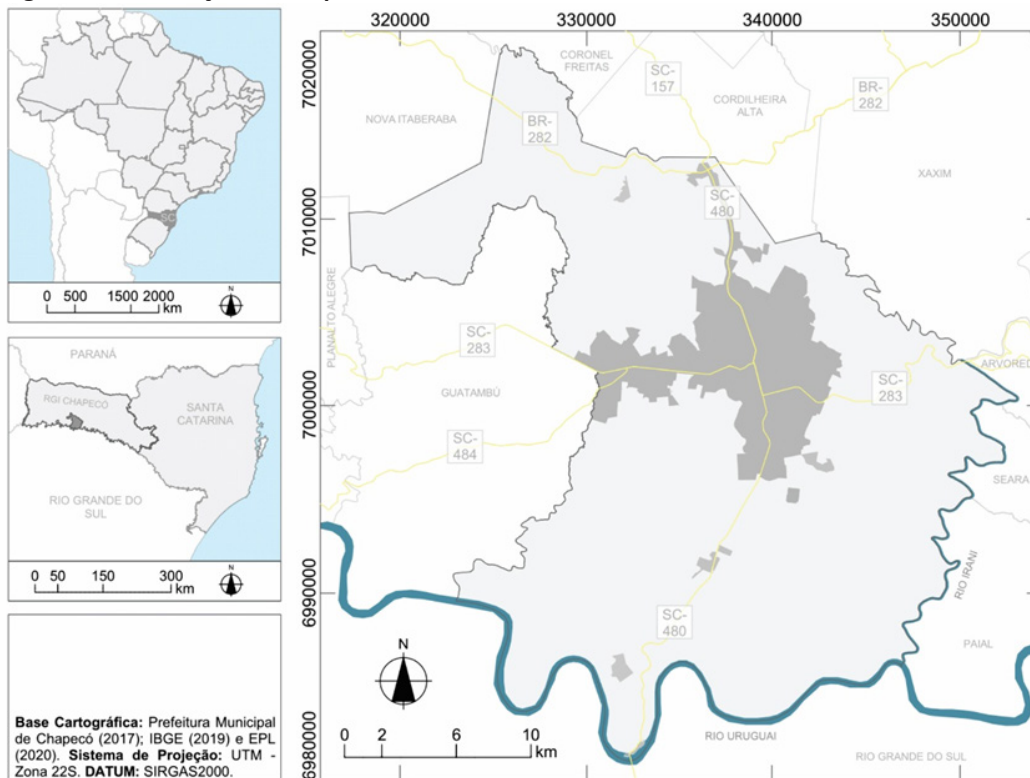 320000
330000
340000
350000
7020000
7010000
7000000
6990000
6980000
SC
N
0 500 1500 2000
km
PARANÁ
RGI CHAPECÓ
SANTA
CATARINA
RIO GRANDE DO
SUL
N
0 50 150 300
km
Base Cartográfica: Prefeitura Municipal
de Chapecó (2017); IBGE (2019) e EPL
(2020). Sistema de Projeção: UTM -
Zona 22S. DATUM: SIRGAS2000.
CORONEL
FREITAS
SC-
157
CORDILHEIRA
ALTA
BR-
282
NOVA ITABERABA
BR-
282
XAXIM
SC-
480
PLANALTO ALEGRE
SC-
283
GUATAMBÚ
SC-
283
ARVORED
SC-
484
SEARA
RIO IRANI
SC-
480
PAIAL
N
0 2 6 10
km
RIO URUGUAI
RIO GRANDE DO SUL